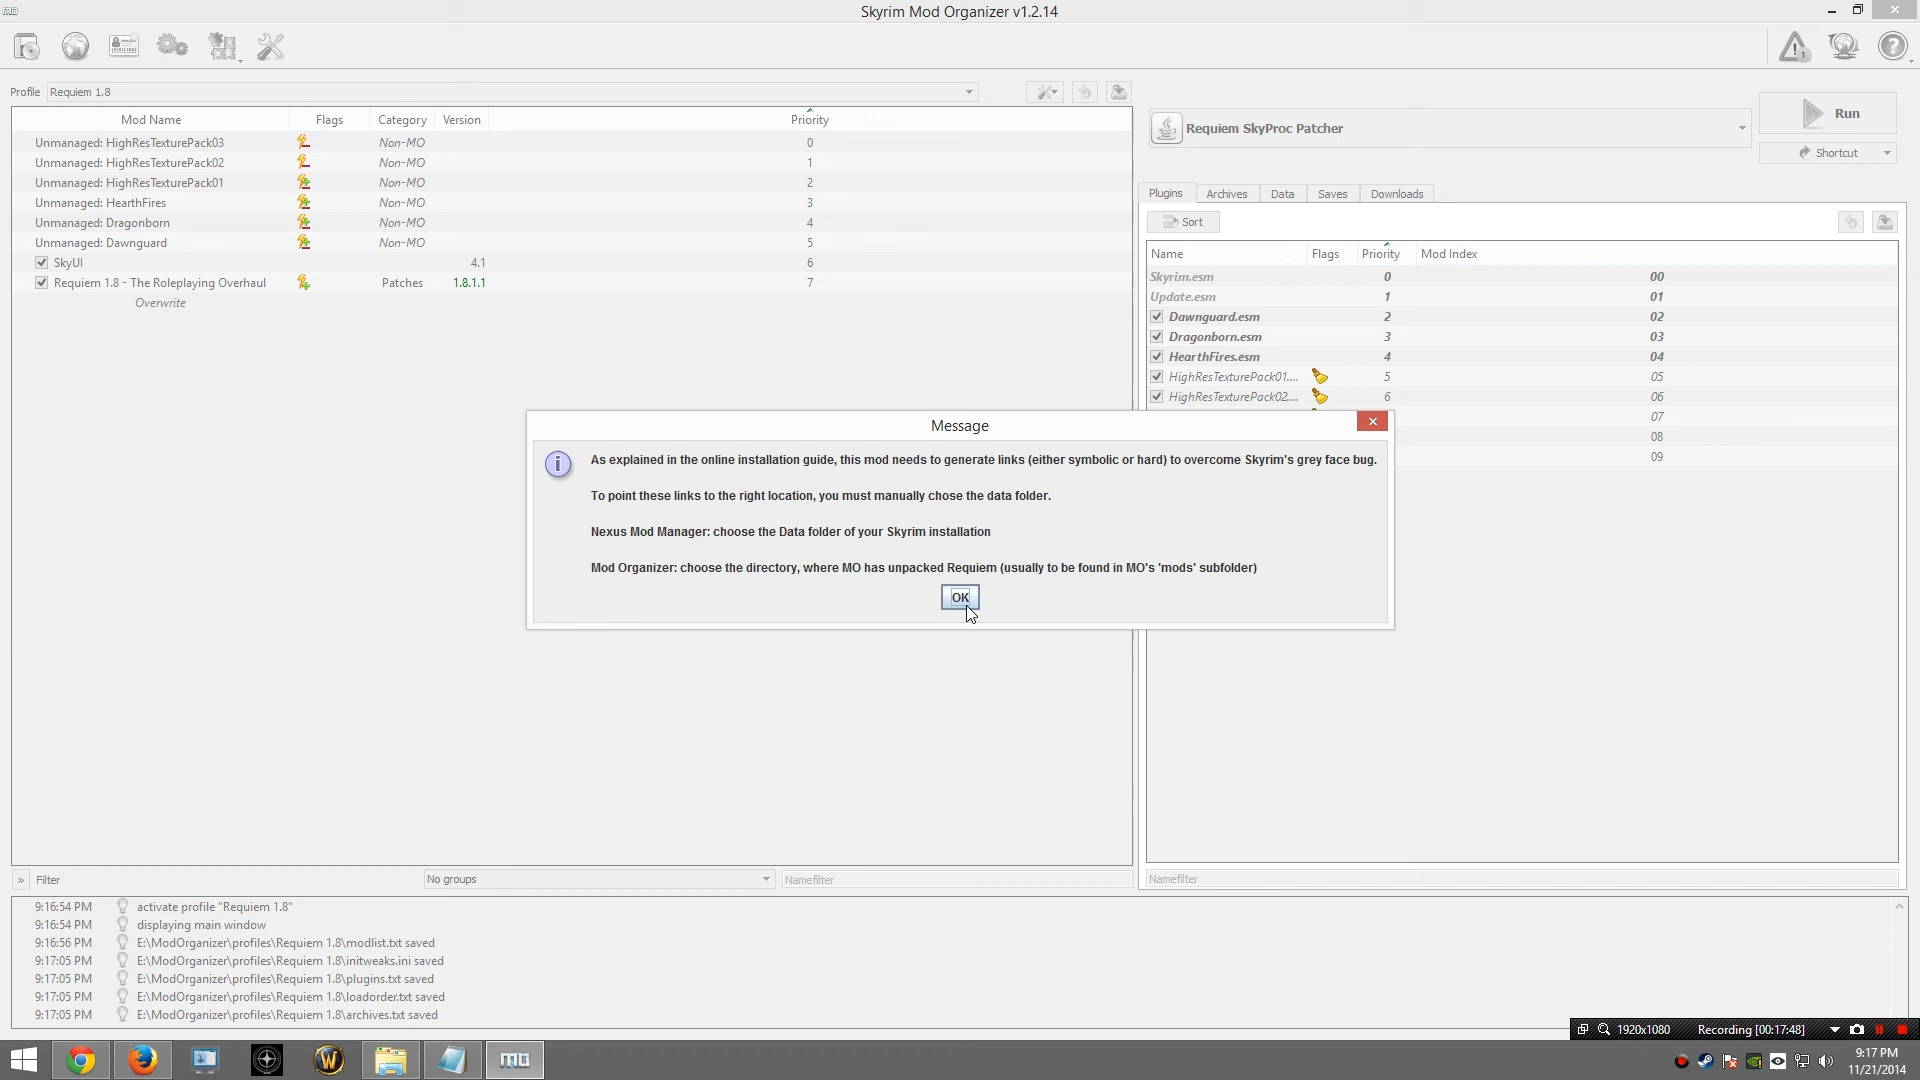 Skyrim Mod Organizer v1.2.14
Profile Requiem 1.8
Mod Name Flags Category Version Priority
Unmanaged: HighResTexturePack03 Non-MO 0
Unmanaged: HighResTexturePack02 Non-MO 1
Unmanaged: HighResTexturePack01 Non-MO 2
Unmanaged: HearthFires Non-MO 3
Unmanaged: Dragonborn Non-MO 4
Unmanaged: Dawnguard Non-MO 5
SkyUI 4.1 6
Requiem 1.8 - The Roleplaying Overhaul Patches 1.8.1.1 7
Overwrite
Requiem SkyProc Patcher
Run
Shortcut
Plugins Archives Data Saves Downloads
Sort
Name Flags Priority Mod Index
Skyrim.esm 0 00
Update.esm 1 01
Dawnguard.esm 2 02
Dragonborn.esm 3 03
HearthFires.esm 4 04
HighResTexturePack01.... 5 05
HighResTexturePack02.... 6 06
07
08
09
Message
As explained in the online installation guide, this mod needs to generate links (either symbolic or hard) to overcome Skyrim's grey face bug.
To point these links to the right location, you must manually chose the data folder.
Nexus Mod Manager: choose the Data folder of your Skyrim installation
Mod Organizer: choose the directory, where MO has unpacked Requiem (usually to be found in MO's 'mods' subfolder)
OK
» Filter No groups Namefilter
Namefilter
9:16:54 PM activate profile "Requiem 1.8"
9:16:54 PM displaying main window
9:16:56 PM E:\ModOrganizer\profiles\Requiem 1.8\modlist.txt saved
9:17:05 PM E:\ModOrganizer\profiles\Requiem 1.8\initweaks.ini saved
9:17:05 PM E:\ModOrganizer\profiles\Requiem 1.8\plugins.txt saved
9:17:05 PM E:\ModOrganizer\profiles\Requiem 1.8\loadorder.txt saved
9:17:05 PM E:\ModOrganizer\profiles\Requiem 1.8\archives.txt saved
1920x1080 Recording [00:17:48]
9:17 PM
11/21/2014